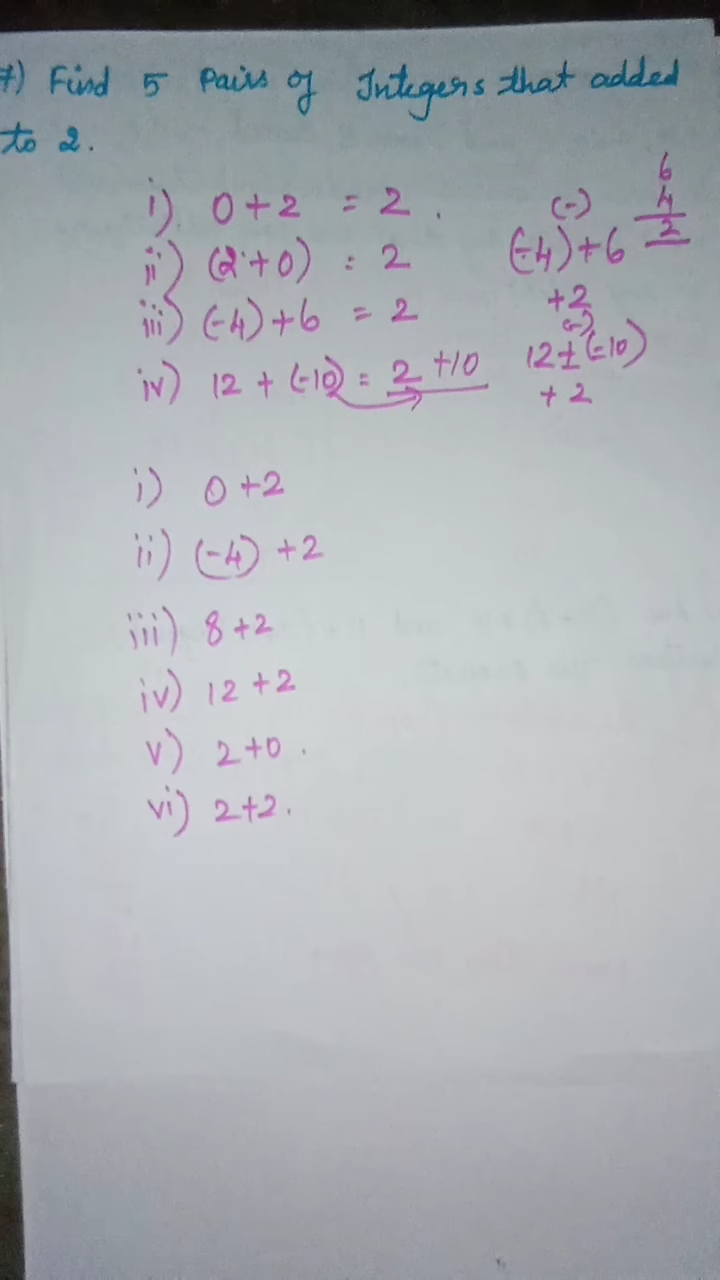 7) Find 5 Pairs of Integers that added
to 2.
i) 0+2 = 2.
ii) (2+0) = 2
iii) (-4)+6 = 2
iv) 12 + (-10) = 2 +10
(-)
(-4)+6
+2
6
4
2
(-)
12+(-10)
+2
i) 0+2
ii) (-4) +2
iii) 8+2
iv) 12+2
v) 2+0.
vi) 2+2.